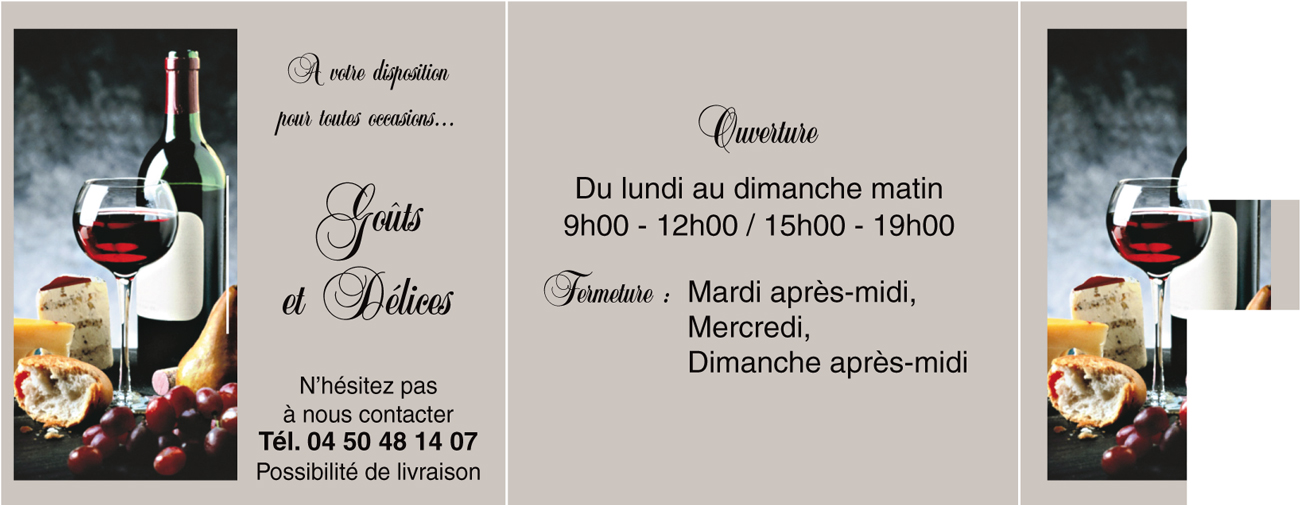 A votre disposition
pour toutes occasions...
Goûts
et Délices
N'hésitez pas
à nous contacter
Tél. 04 50 48 14 07
Possibilité de livraison
Ouverture
Du lundi au dimanche matin
9h00 - 12h00 / 15h00 - 19h00
Fermeture : Mardi après-midi,
Mercredi,
Dimanche après-midi